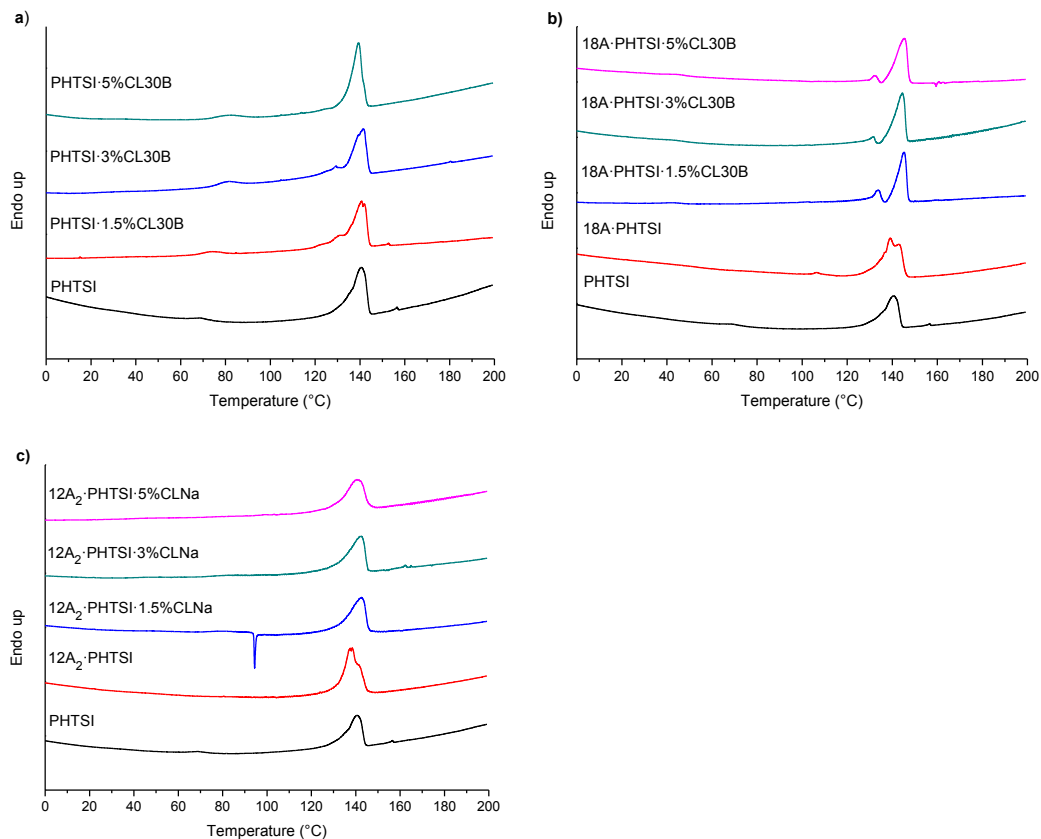 a)
PHTSI·5%CL30B
PHTSI·3%CL30B
PHTSI·1.5%CL30B
PHTSI
Endo up
0 20 40 60 80 100 120 140 160 180 200
Temperature (°C)
b)
18A·PHTSI·5%CL30B
18A·PHTSI·3%CL30B
18A·PHTSI·1.5%CL30B
18A·PHTSI
PHTSI
Endo up
0 20 40 60 80 100 120 140 160 180 200
Temperature (°C)
c)
12A₂·PHTSI·5%CLNa
12A₂·PHTSI·3%CLNa
12A₂·PHTSI·1.5%CLNa
12A₂·PHTSI
PHTSI
Endo up
0 20 40 60 80 100 120 140 160 180 200
Temperature (°C)